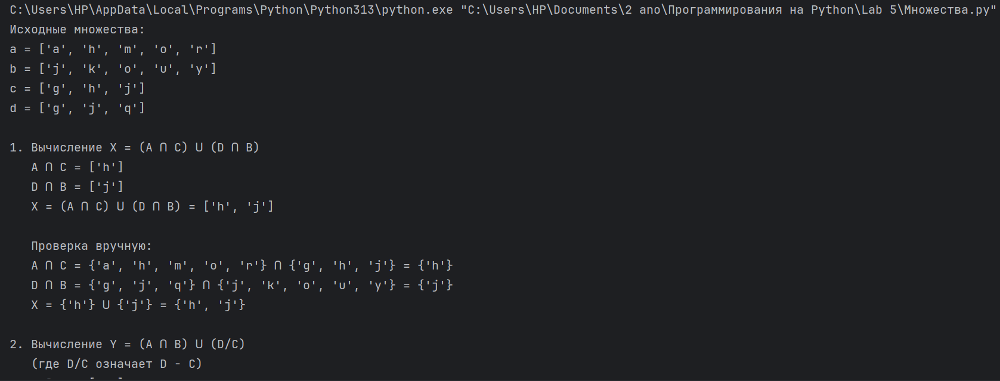 C:\Users\HP\AppData\Local\Programs\Python\Python313\python.exe "C:\Users\HP\Documents\2 ano\Программирования на Python\Lab 5\Множества.py"
Исходные множества:
a = ['a', 'h', 'm', 'o', 'r']
b = ['j', 'k', 'o', 'u', 'y']
c = ['g', 'h', 'j']
d = ['g', 'j', 'q']
1. Вычисление X = (A ∩ C) ∪ (D ∩ B)
A ∩ C = ['h']
D ∩ B = ['j']
X = (A ∩ C) ∪ (D ∩ B) = ['h', 'j']
Проверка вручную:
A ∩ C = {'a', 'h', 'm', 'o', 'r'} ∩ {'g', 'h', 'j'} = {'h'}
D ∩ B = {'g', 'j', 'q'} ∩ {'j', 'k', 'o', 'u', 'y'} = {'j'}
X = {'h'} ∪ {'j'} = {'h', 'j'}
2. Вычисление Y = (A ∩ B) ∪ (D/C)
(где D/C означает D - C)